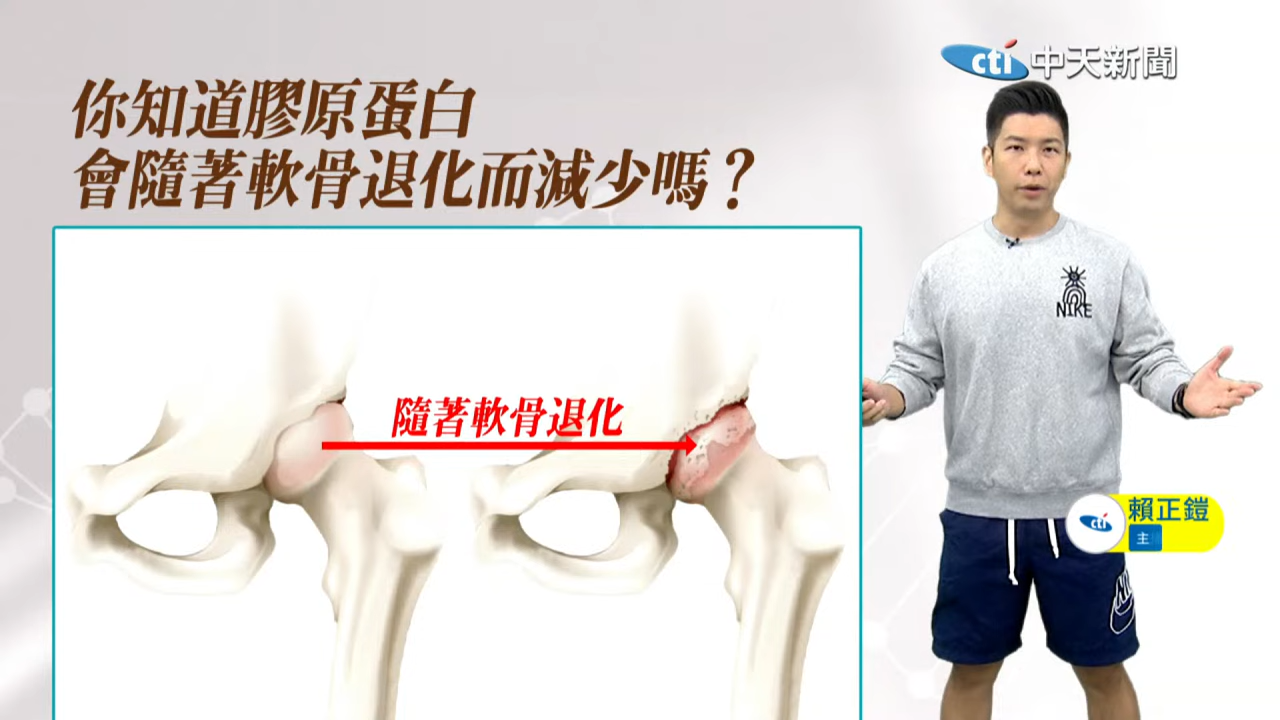 cti 中天新聞
你知道膠原蛋白
會隨著軟骨退化而減少嗎？
隨著軟骨退化
NIKE
cti
賴正鎧
主